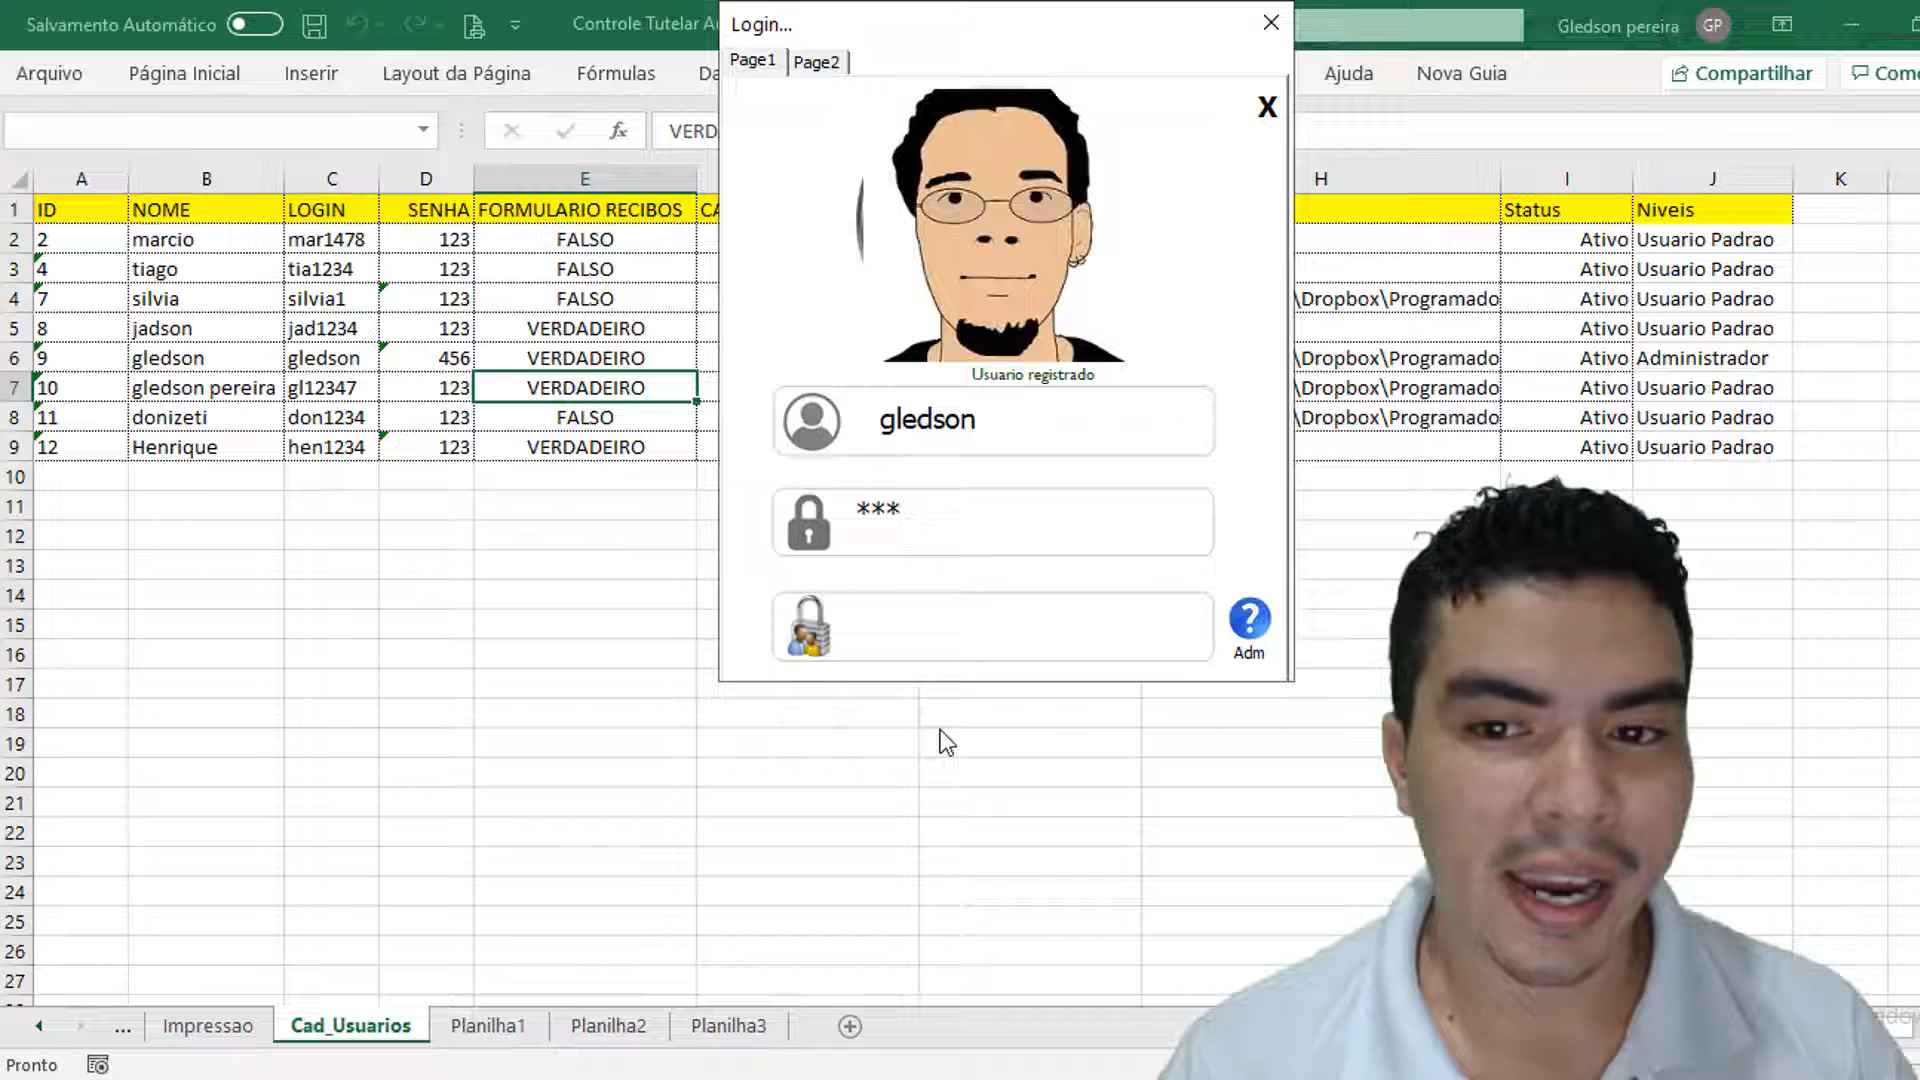 Salvamento Automático
Controle Tutelar
Gledson pereira
GP
Login...
Page1
Page2
X
Arquivo
Página Inicial
Inserir
Layout da Página
Fórmulas
Ajuda
Nova Guia
Compartilhar
fx
VERD
A B C D E H I J K
1 ID NOME LOGIN SENHA FORMULARIO RECIBOS CA Status Niveis
2 2 marcio mar1478 123 FALSO Ativo Usuario Padrao
3 4 tiago tia1234 123 FALSO Ativo Usuario Padrao
4 7 silvia silvia1 123 FALSO \Dropbox\Programado Ativo Usuario Padrao
5 8 jadson jad1234 123 VERDADEIRO Ativo Usuario Padrao
6 9 gledson gledson 456 VERDADEIRO \Dropbox\Programado Ativo Administrador
7 10 gledson pereira gl12347 123 VERDADEIRO \Dropbox\Programado Ativo Usuario Padrao
8 11 donizeti don1234 123 FALSO \Dropbox\Programado Ativo Usuario Padrao
9 12 Henrique hen1234 123 VERDADEIRO Ativo Usuario Padrao
10
11
12
13
14
15
16
17
18
19
20
21
22
23
24
25
26
27
Usuario registrado
gledson
***
?
Adm
...
Impressao
Cad_Usuarios
Planilha1
Planilha2
Planilha3
Pronto